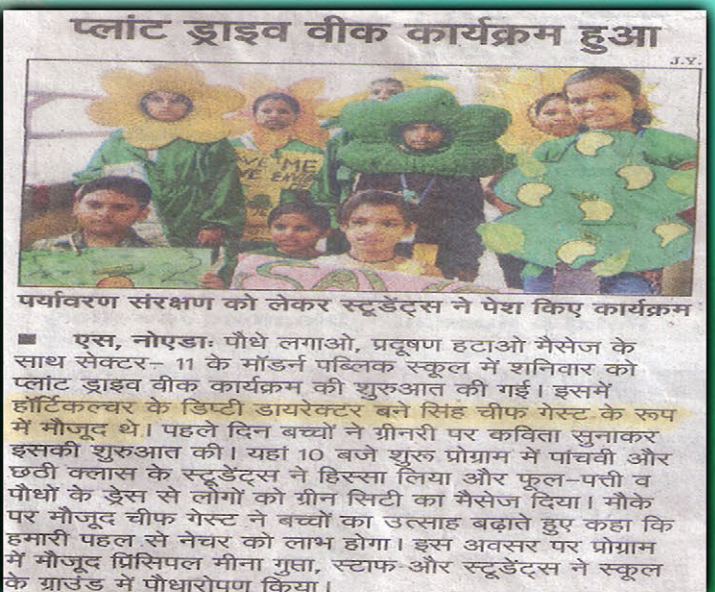 प्लांट ड्राइव वीक कार्यक्रम हुआ
J.Y.
VE ME
VE
पर्यावरण संरक्षण को लेकर स्टूडेंट्स ने पेश किए कार्यक्रम
■ एस, नोएडाः पौधे लगाओ, प्रदूषण हटाओ मैसेज के
साथ सेक्टर- 11 के मॉडर्न पब्लिक स्कूल में शनिवार को
प्लांट ड्राइव वीक कार्यक्रम की शुरुआत की गई। इसमें
हॉर्टिकल्चर के डिप्टी डायरेक्टर बने सिंह चीफ गेस्ट के रूप
में मौजूद थे। पहले दिन बच्चों ने ग्रीनरी पर कविता सुनाकर
इसकी शुरुआत की। यहां 10 बजे शुरू प्रोग्राम में पांचवी और
छठी क्लास के स्टूडेंट्स ने हिस्सा लिया और फूल-पत्ती व
पौधों के ड्रेस से लोगों को ग्रीन सिटी का मैसेज दिया। मौके
पर मौजूद चीफ गेस्ट ने बच्चों का उत्साह बढ़ाते हुए कहा कि
हमारी पहल से नेचर को लाभ होगा। इस अवसर पर प्रोग्राम
में मौजूद प्रिंसिपल मीना गुप्ता, स्टाफ और स्टूडेंट्स ने स्कूल
के ग्राउंड में पौधारोपण किया।